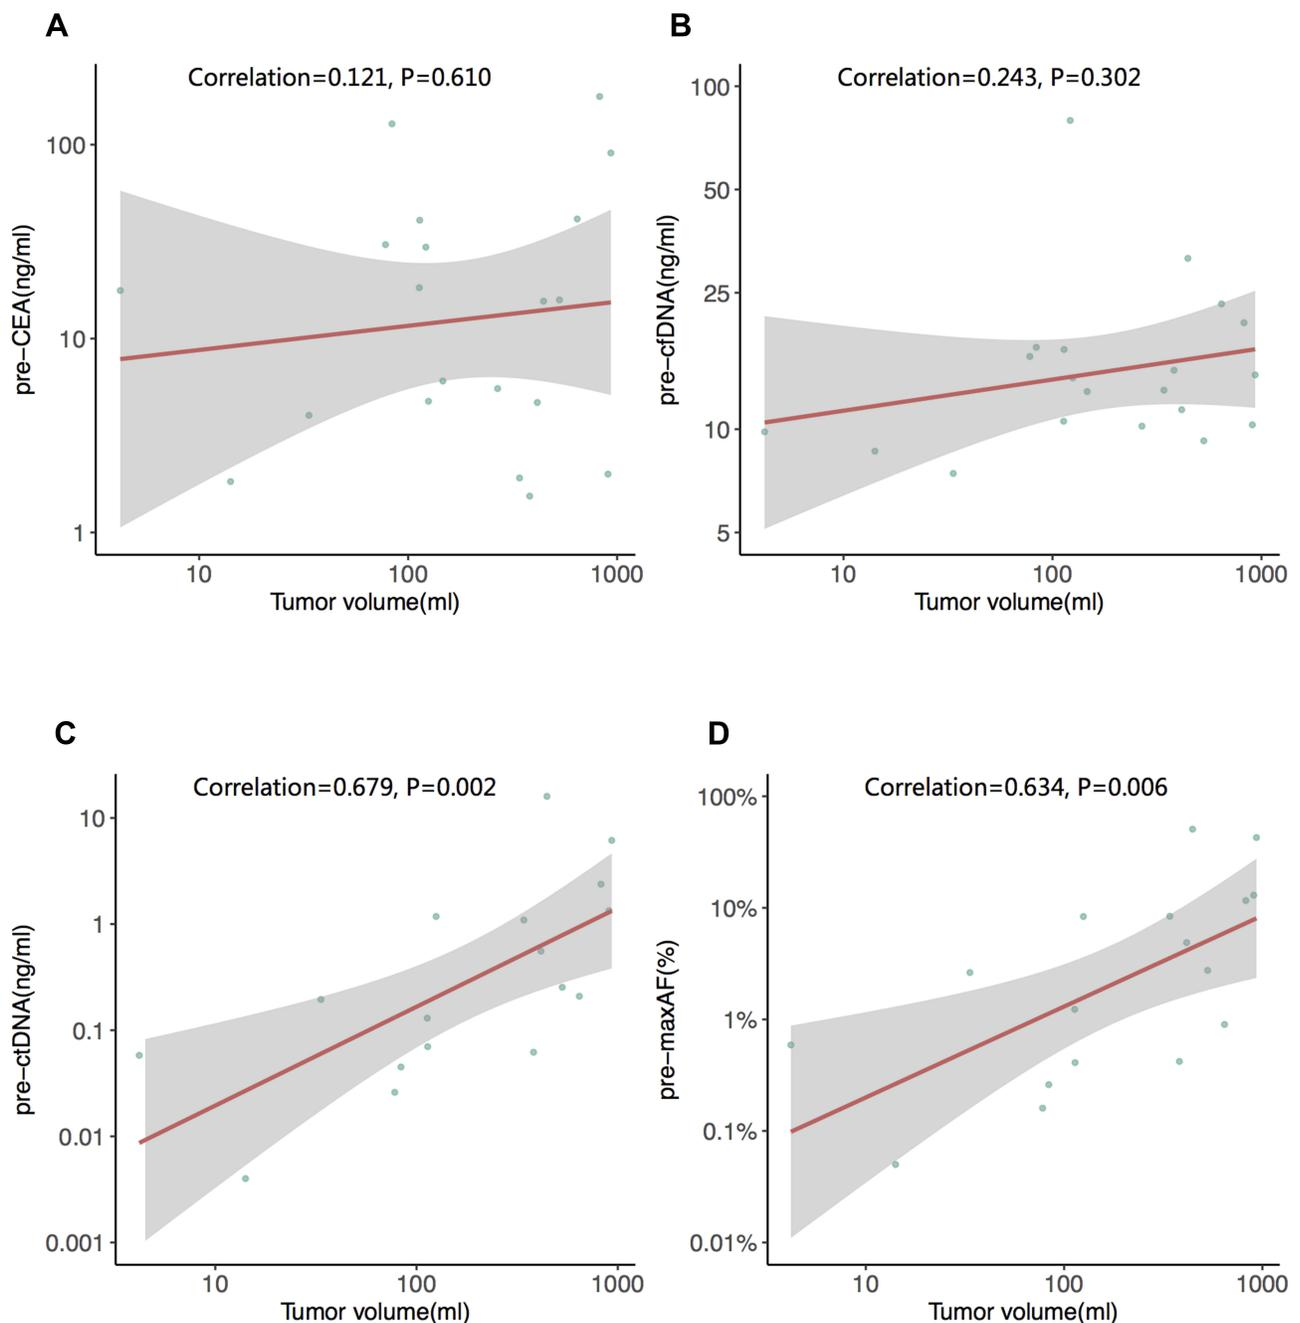 A
Correlation=0.121, P=0.610
pre−CEA(ng/ml)
100
10
1
10 100 1000
Tumor volume(ml)
B
Correlation=0.243, P=0.302
pre−cfDNA(ng/ml)
100
50
25
10
5
10 100 1000
Tumor volume(ml)
C
Correlation=0.679, P=0.002
pre−ctDNA(ng/ml)
10
1
0.1
0.01
0.001
10 100 1000
Tumor volume(ml)
D
Correlation=0.634, P=0.006
pre−maxAF(%)
100%
10%
1%
0.1%
0.01%
10 100 1000
Tumor volume(ml)